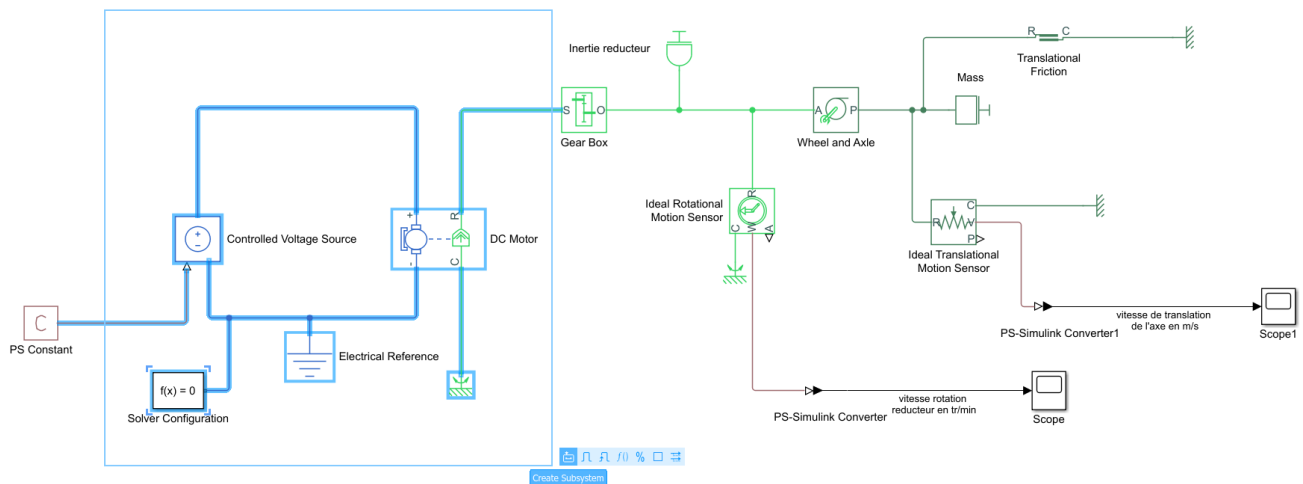 Inertie reducteur
R
C
Translational
Friction
Mass
S
O
Gear Box
A
P
Wheel and Axle
+
R
Controlled Voltage Source
DC Motor
-
C
Ideal Rotational
Motion Sensor
R
C
W
A
C
R
V
P
Ideal Translational
Motion Sensor
C
PS Constant
Electrical Reference
f(x) = 0
Solver Configuration
PS-Simulink Converter1
vitesse de translation
de l'axe en m/s
Scope1
PS-Simulink Converter
vitesse rotation
reducteur en tr/min
Scope
f()
%
Create Subsystem